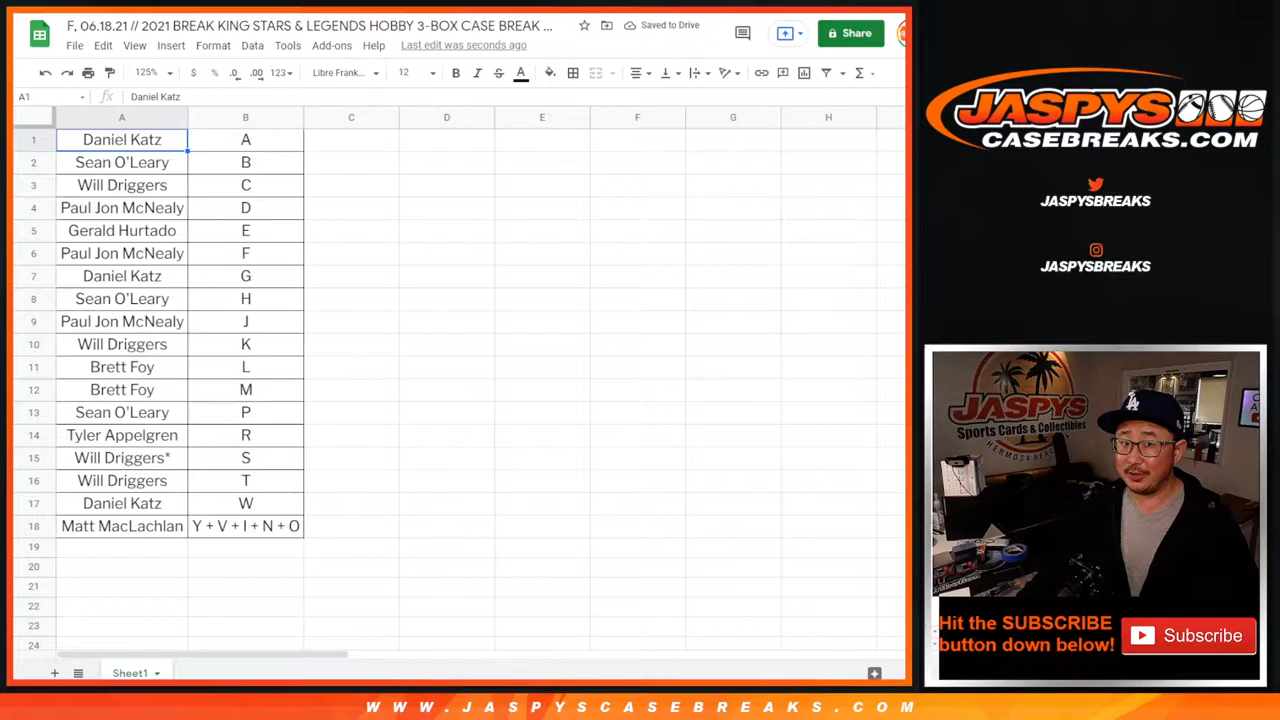 F, 06.18.21 // 2021 BREAK KING STARS & LEGENDS HOBBY 3-BOX CASE BREAK ...
Saved to Drive
Share
File Edit View Insert Format Data Tools Add-ons Help Last edit was seconds ago
125% $ % .0 .00 123 Libre Frank... 12 B I S A
A1 fx Daniel Katz
A B C D E F G H
1 Daniel Katz A
2 Sean O'Leary B
3 Will Driggers C
4 Paul Jon McNealy D
5 Gerald Hurtado E
6 Paul Jon McNealy F
7 Daniel Katz G
8 Sean O'Leary H
9 Paul Jon McNealy J
10 Will Driggers K
11 Brett Foy L
12 Brett Foy M
13 Sean O'Leary P
14 Tyler Appelgren R
15 Will Driggers* S
16 Will Driggers T
17 Daniel Katz W
18 Matt MacLachlan Y + V + I + N + O
19
20
21
22
23
24
Sheet1
JASPYS
CASEBREAKS.COM
JASPYSBREAKS
JASPYSBREAKS
JASPYS
Sports Cards & Collectibles
HERMOSA BEACH
LA
Hit the SUBSCRIBE
button down below!
Subscribe
WWW.JASPYSCASEBREAKS.COM